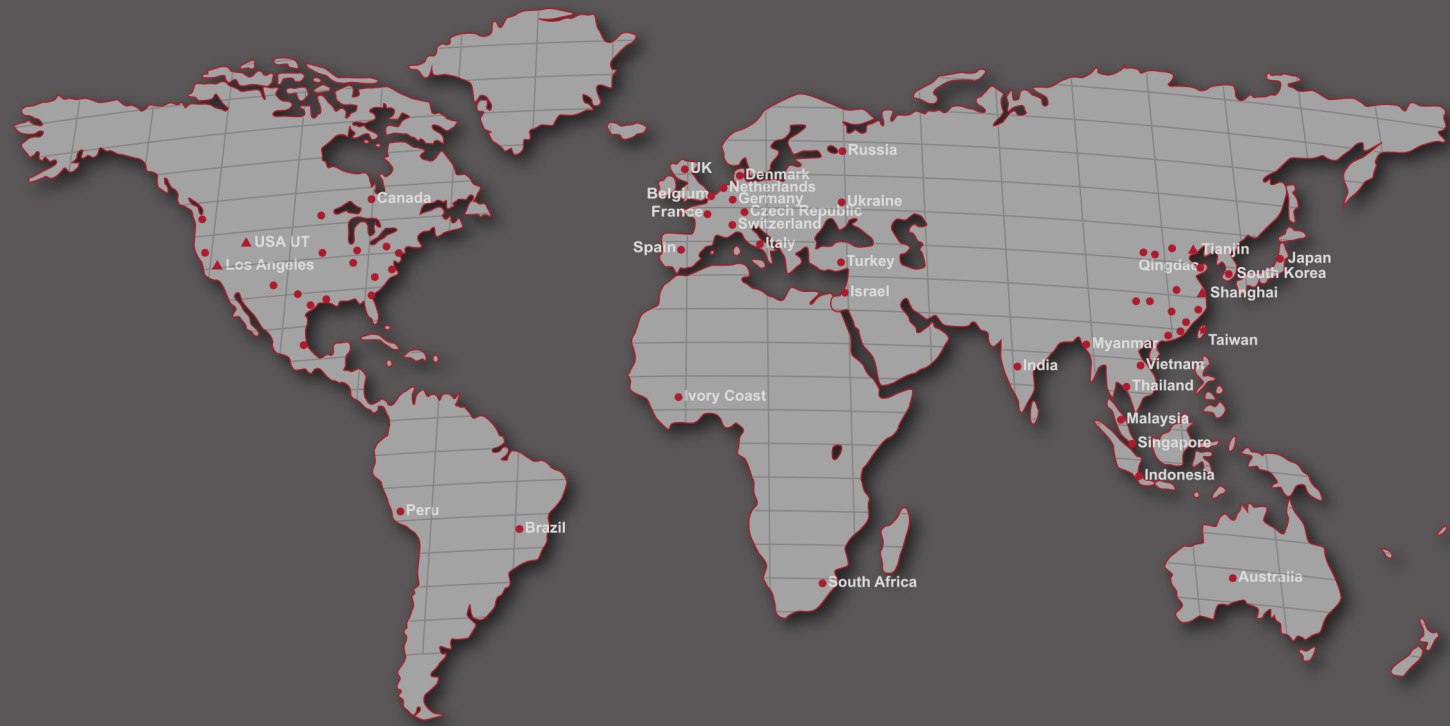 Russia
UK
Denmark
Netherlands
Belgium
Germany
Canada
Ukraine
France
Czech Republic
Switzerland
USA UT
Italy
Spain
Tianjin
Japan
Turkey
Los Angeles
Qingdao
South Korea
Israel
Shanghai
Taiwan
Myanmar
India
Vietnam
Thailand
Ivory Coast
Malaysia
Singapore
Indonesia
Peru
Brazil
Australia
South Africa